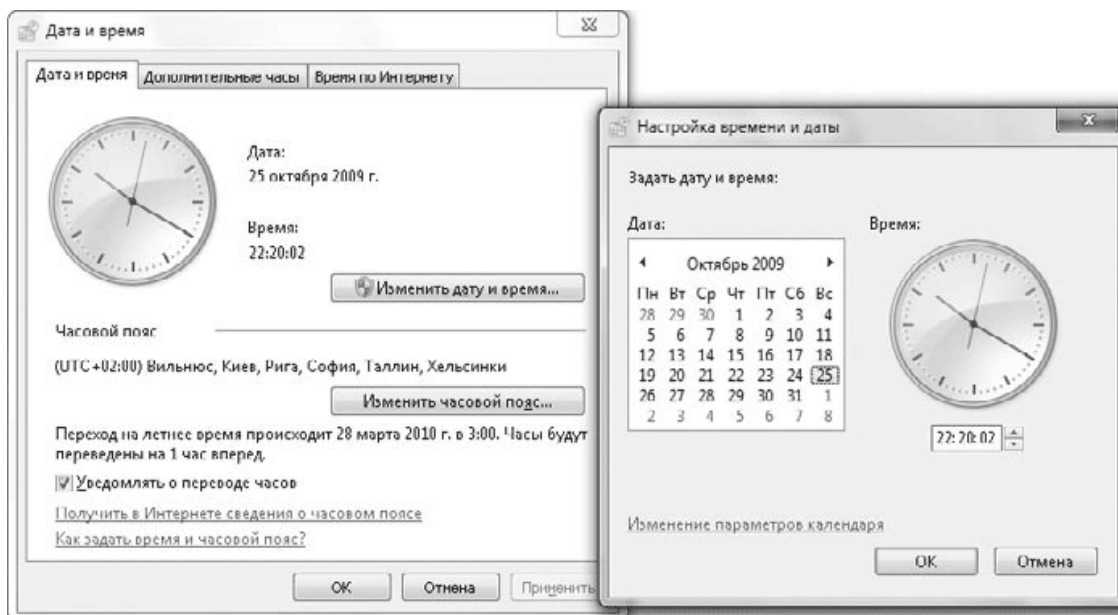 Дата и время
Дата и время Дополнительные часы Время по Интернету
Дата:
25 октября 2009 г.
Время:
22:20:02
Изменить дату и время...
Часовой пояс
(UTC+02:00) Вильнюс, Киев, Рига, София, Таллин, Хельсинки
Изменить часовой пояс...
Переход на летнее время происходит 28 марта 2010 г. в 3:00. Часы будут
переведены на 1 час вперед.
Уведомлять о переводе часов
Получить в Интернете сведения о часовом поясе
Как задать время и часовой пояс?
ОК Отмена Применить
Настройка времени и даты
Задать дату и время:
Дата:
Октябрь 2009
Пн Вт Ср Чт Пт Сб Вс
28 29 30 1 2 3 4
5 6 7 8 9 10 11
12 13 14 15 16 17 18
19 20 21 22 23 24 25
26 27 28 29 30 31 1
2 3 4 5 6 7 8
Время:
22:20:02
Изменение параметров календаря
ОК Отмена